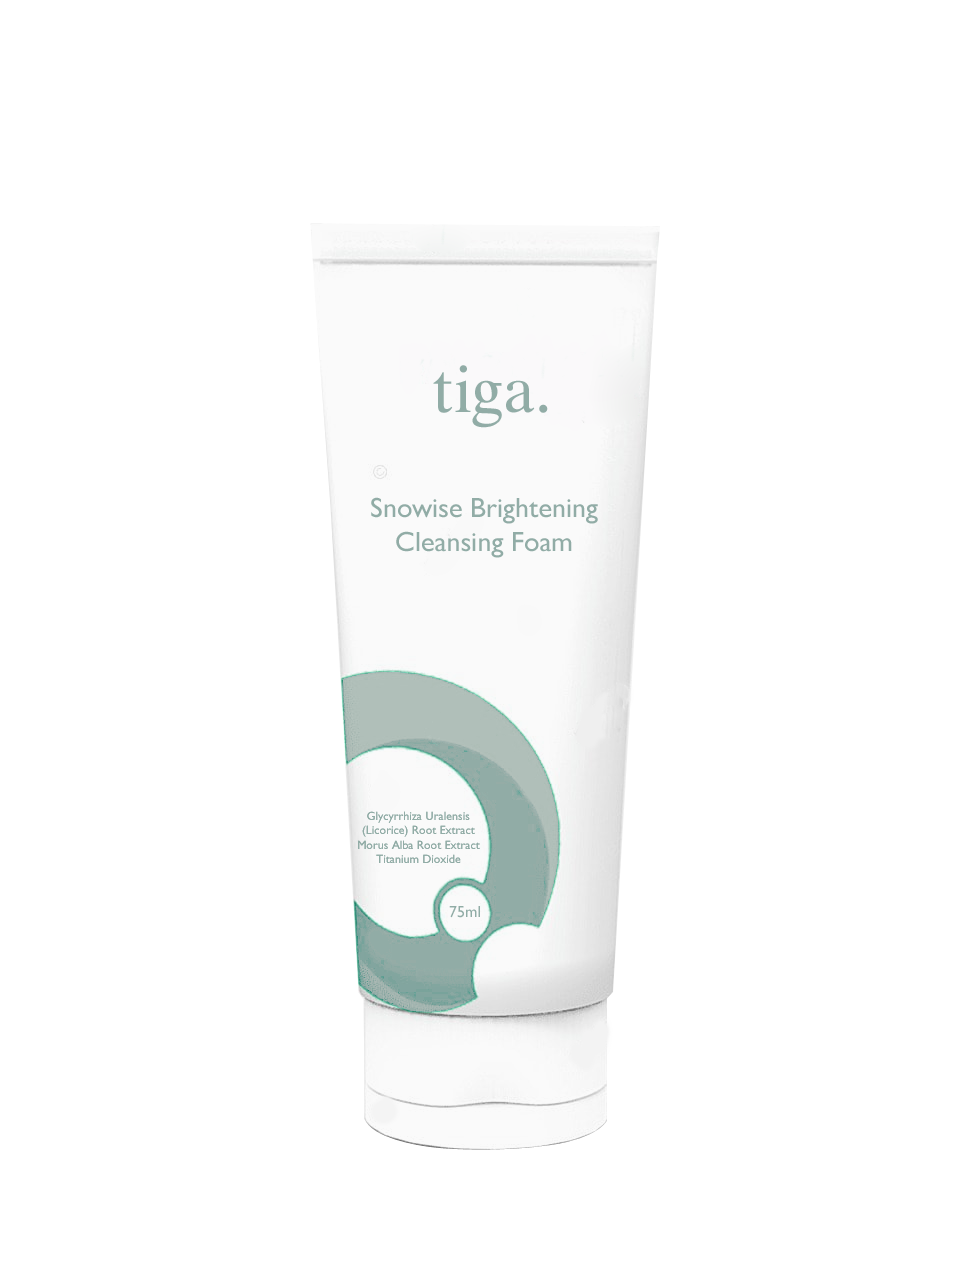 tiga.
©
Snowise Brightening
Cleansing Foam
Glycyrrhiza Uralensis
(Licorice) Root Extract
Morus Alba Root Extract
Titanium Dioxide
75ml